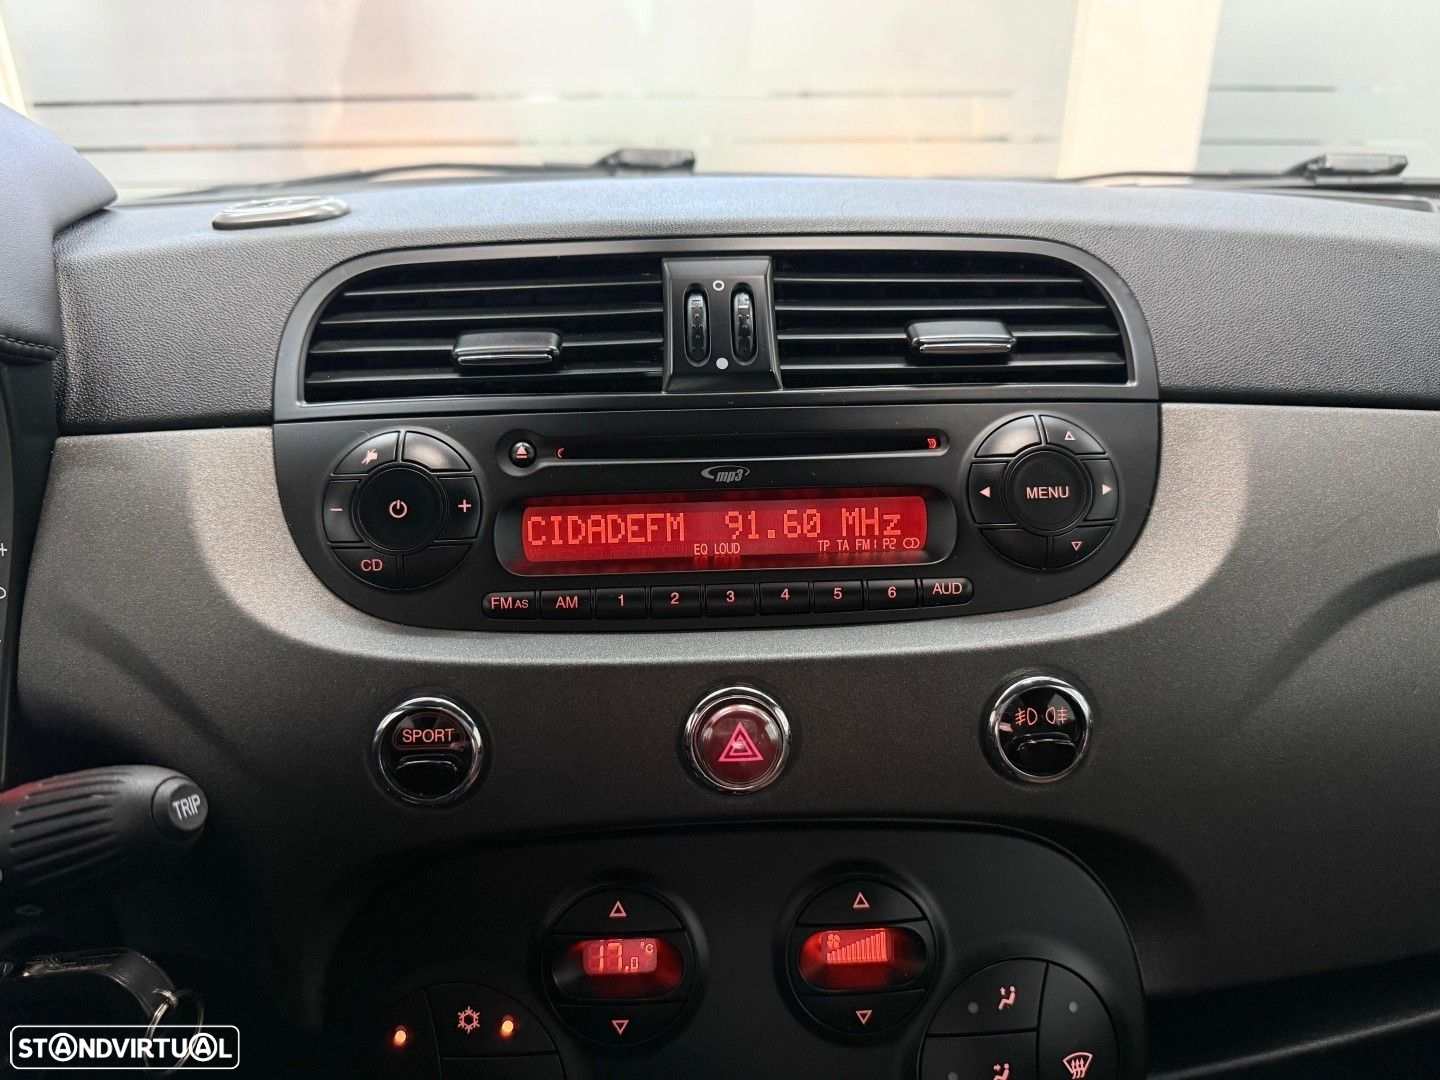 mp3
CIDADEFM 91.60 MHz
EQ LOUD TP TA FM1 P2
MENU
CD
FM AS AM 1 2 3 4 5 6 AUD
SPORT
TRIP
17.0 °C
STANDVIRTUAL